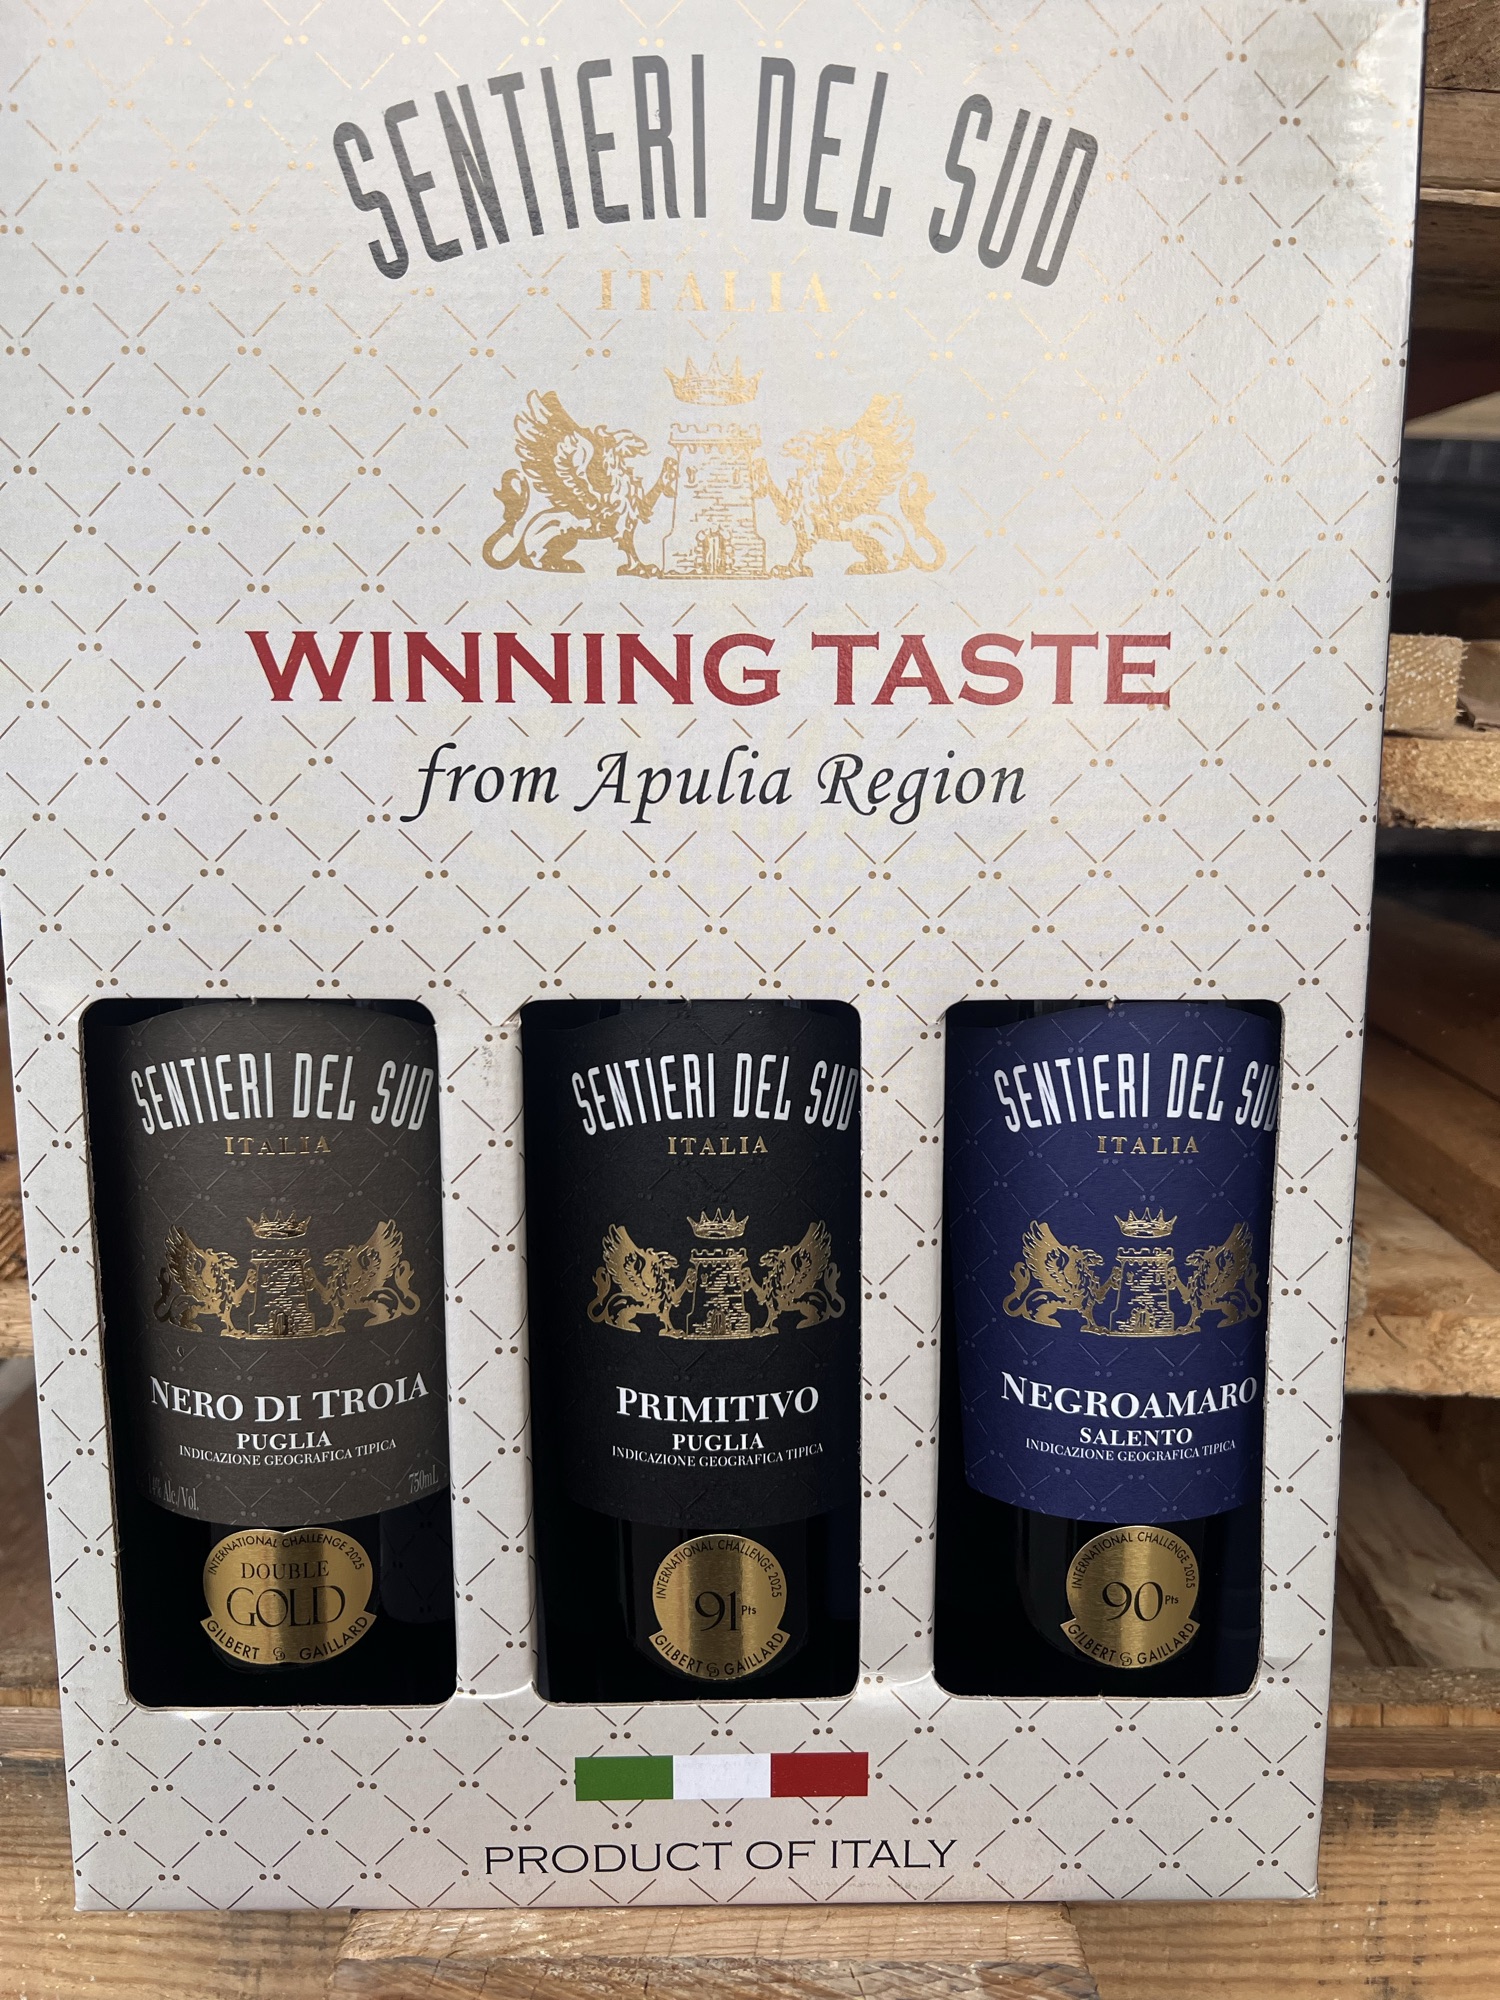 SENTIERI DEL SUD
ITALIA
WINNING TASTE
from Apulia Region
SENTIERI DEL SUD
ITALIA
NERO DI TROIA
PUGLIA
INDICAZIONE GEOGRAFICA TIPICA
Alc./Vol.
750mL
INTERNATIONAL CHALLENGE 2025
DOUBLE
GOLD
GILBERT & GAILLARD
SENTIERI DEL SUD
ITALIA
PRIMITIVO
PUGLIA
INDICAZIONE GEOGRAFICA TIPICA
INTERNATIONAL CHALLENGE 2025
91 Pts
GILBERT & GAILLARD
SENTIERI DEL SUD
ITALIA
NEGROAMARO
SALENTO
INDICAZIONE GEOGRAFICA TIPICA
INTERNATIONAL CHALLENGE 2025
90 Pts
GILBERT & GAILLARD
PRODUCT OF ITALY